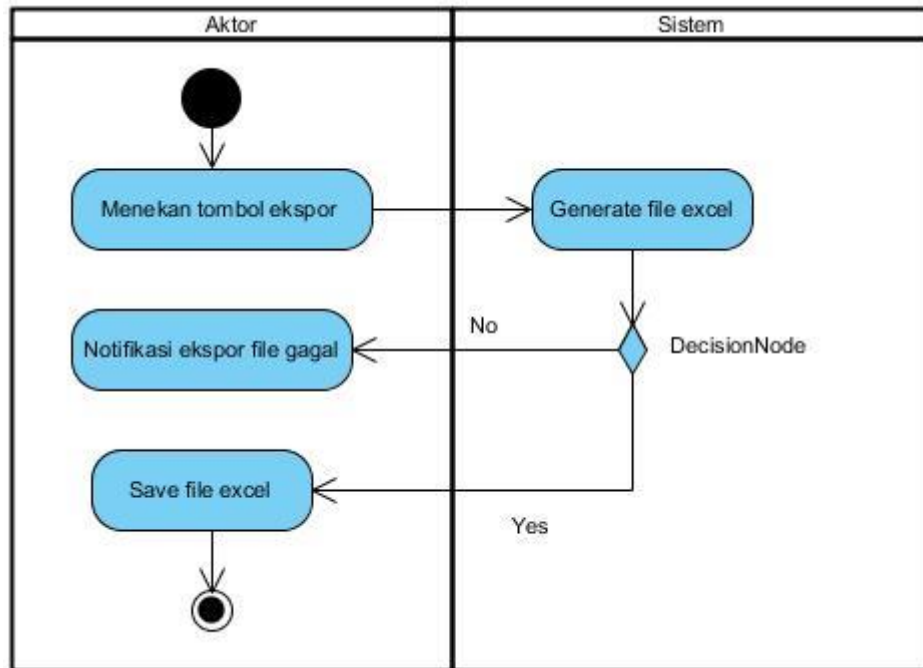 Aktor
Sistem
Menekan tombol ekspor
Generate file excel
No
Notifikasi ekspor file gagal
DecisionNode
Save file excel
Yes